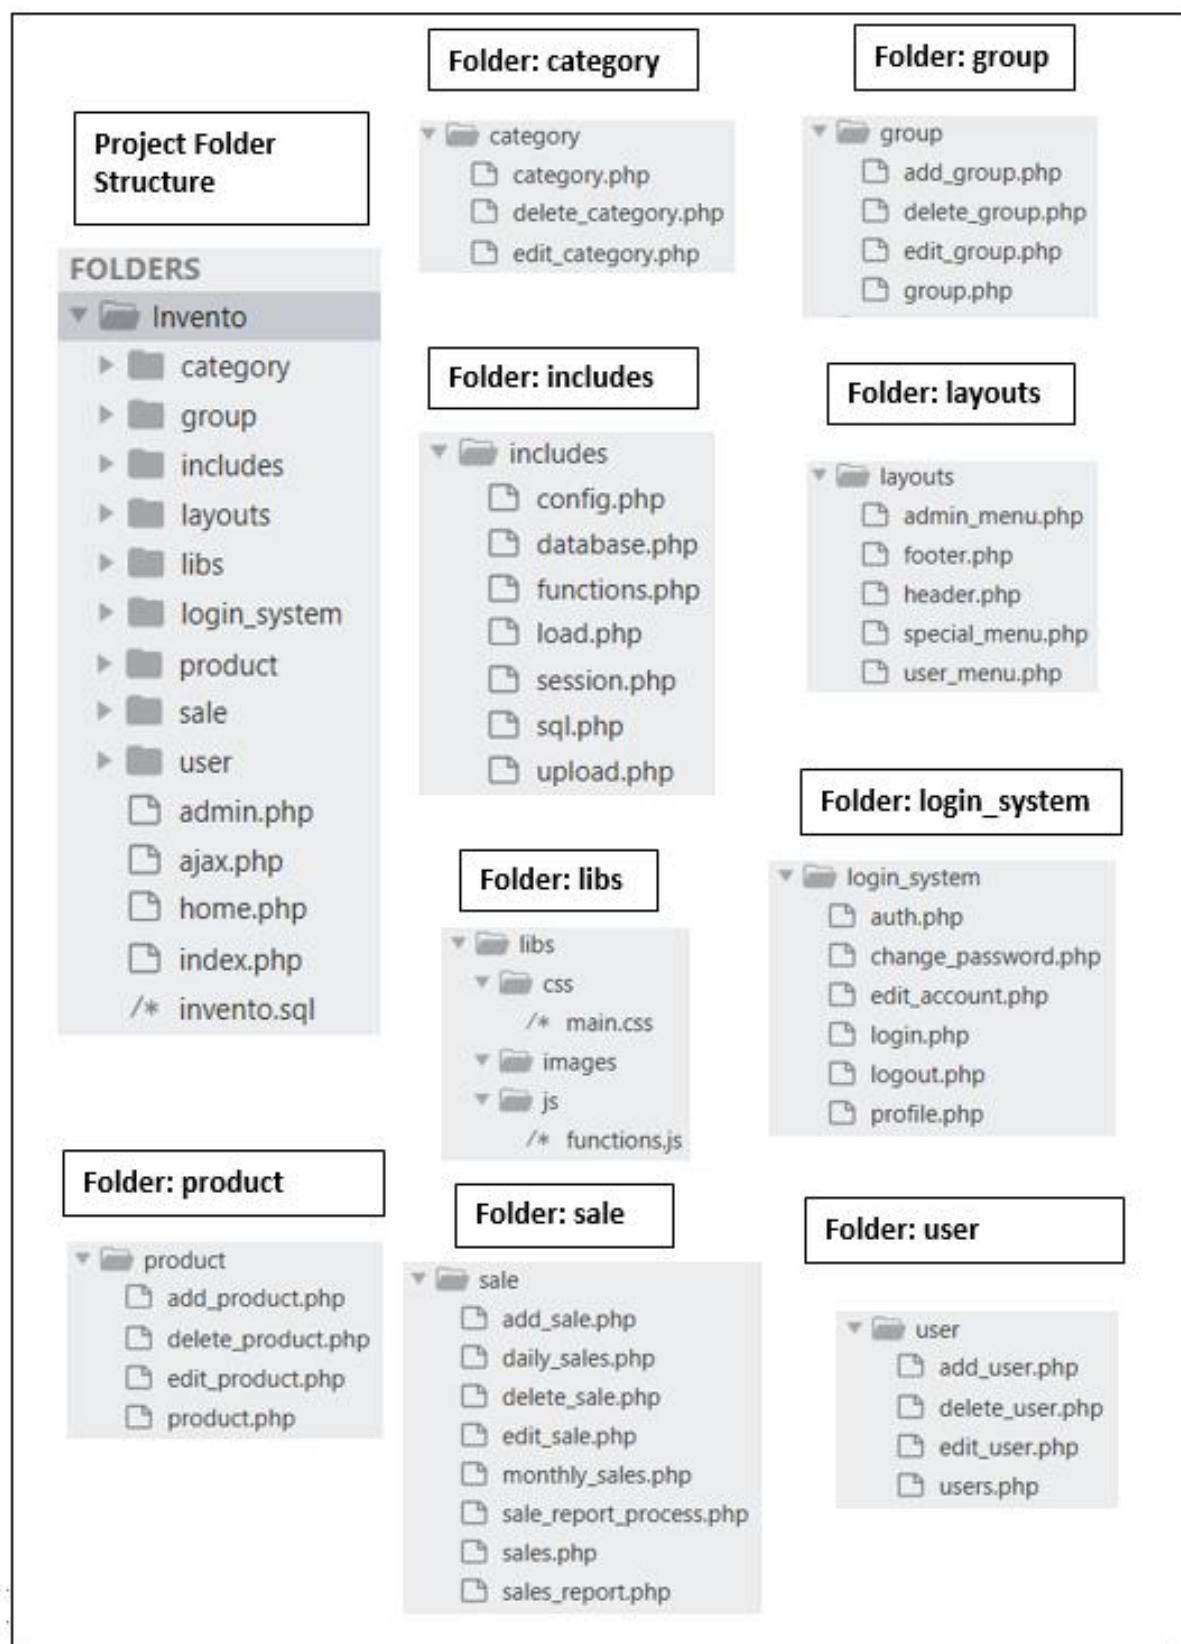 Project Folder
Structure
FOLDERS
Invento
category
group
includes
layouts
libs
login_system
product
sale
user
admin.php
ajax.php
home.php
index.php
/* invento.sql
Folder: category
category
category.php
delete_category.php
edit_category.php
Folder: group
group
add_group.php
delete_group.php
edit_group.php
group.php
Folder: includes
includes
config.php
database.php
functions.php
load.php
session.php
sql.php
upload.php
Folder: layouts
layouts
admin_menu.php
footer.php
header.php
special_menu.php
user_menu.php
Folder: libs
libs
css
/* main.css
images
js
/* functions.js
Folder: login_system
login_system
auth.php
change_password.php
edit_account.php
login.php
logout.php
profile.php
Folder: product
product
add_product.php
delete_product.php
edit_product.php
product.php
Folder: sale
sale
add_sale.php
daily_sales.php
delete_sale.php
edit_sale.php
monthly_sales.php
sale_report_process.php
sales.php
sales_report.php
Folder: user
user
add_user.php
delete_user.php
edit_user.php
users.php